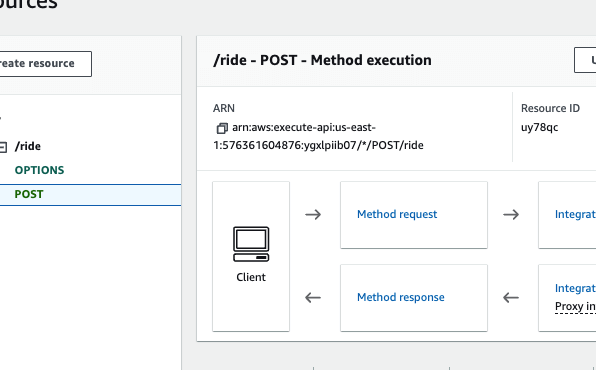 /ride - POST - Method execution
reate resource
ARN
Resource ID
arn:aws:execute-api:us-east-
1:576361604876:ygxlpiib07/*/POST/ride
uy78qc
/ride
OPTIONS
POST
Method request
Integrat
Client
Method response
Integrat
Proxy in